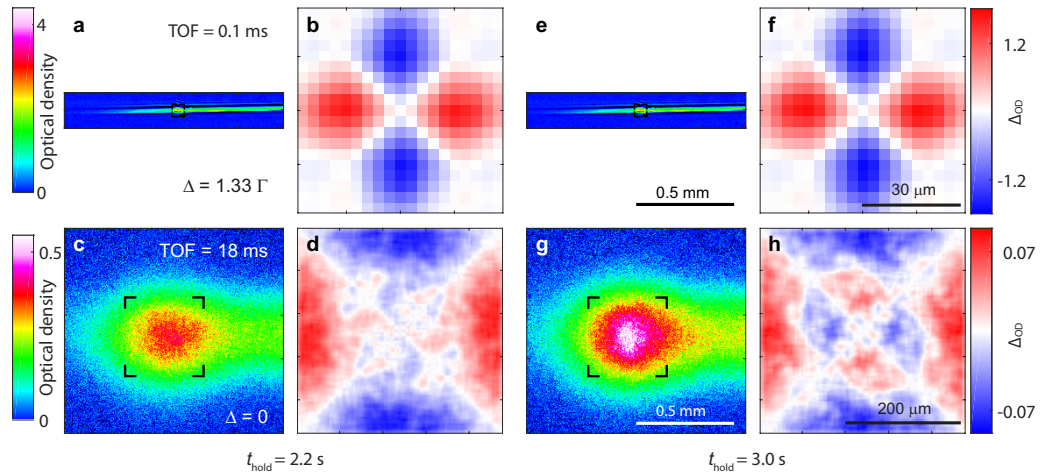 a
TOF = 0.1 ms
Δ = 1.33 Γ
b
e
0.5 mm
f
30 μm
4
2
0
Optical density
1.2
-1.2
Δ_OD
c
TOF = 18 ms
Δ = 0
d
g
0.5 mm
h
200 μm
0.5
0
Optical density
0.07
-0.07
Δ_OD
t_hold = 2.2 s
t_hold = 3.0 s